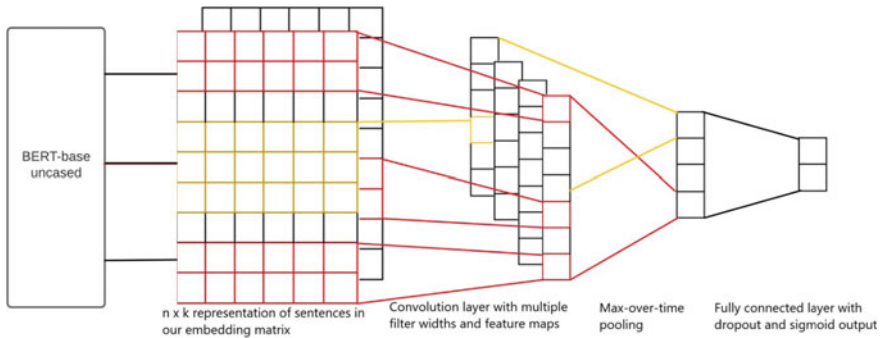 BERT-base
uncased
n x k representation of sentences in
our embedding matrix
Convolution layer with multiple
filter widths and feature maps
Max-over-time
pooling
Fully connected layer with
dropout and sigmoid output